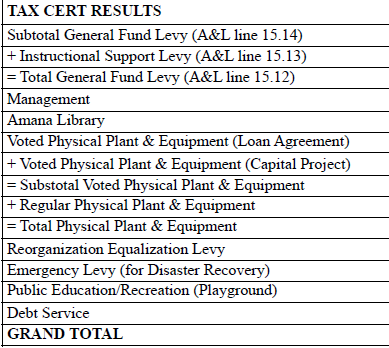 TAX CERT RESULTS
Subtotal General Fund Levy (A&L line 15.14)
+ Instructional Support Levy (A&L line 15.13)
= Total General Fund Levy (A&L line 15.12)
Management
Amana Library
Voted Physical Plant & Equipment (Loan Agreement)
+ Voted Physical Plant & Equipment (Capital Project)
= Substotal Voted Physical Plant & Equipment
+ Regular Physical Plant & Equipment
= Total Physical Plant & Equipment
Reorganization Equalization Levy
Emergency Levy (for Disaster Recovery)
Public Education/Recreation (Playground)
Debt Service
GRAND TOTAL